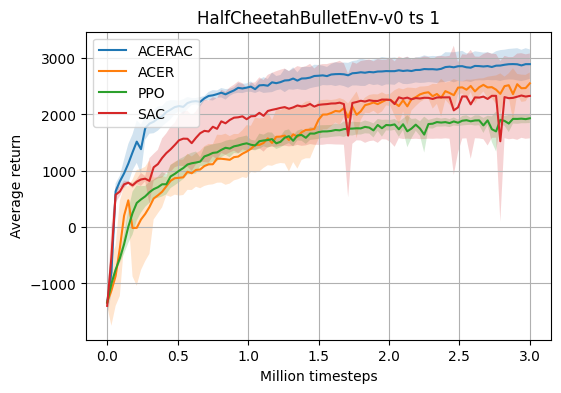 HalfCheetahBulletEnv-v0 ts 1
ACERAC
ACER
PPO
SAC
Average return
3000
2000
1000
0
−1000
0.0 0.5 1.0 1.5 2.0 2.5 3.0
Million timesteps